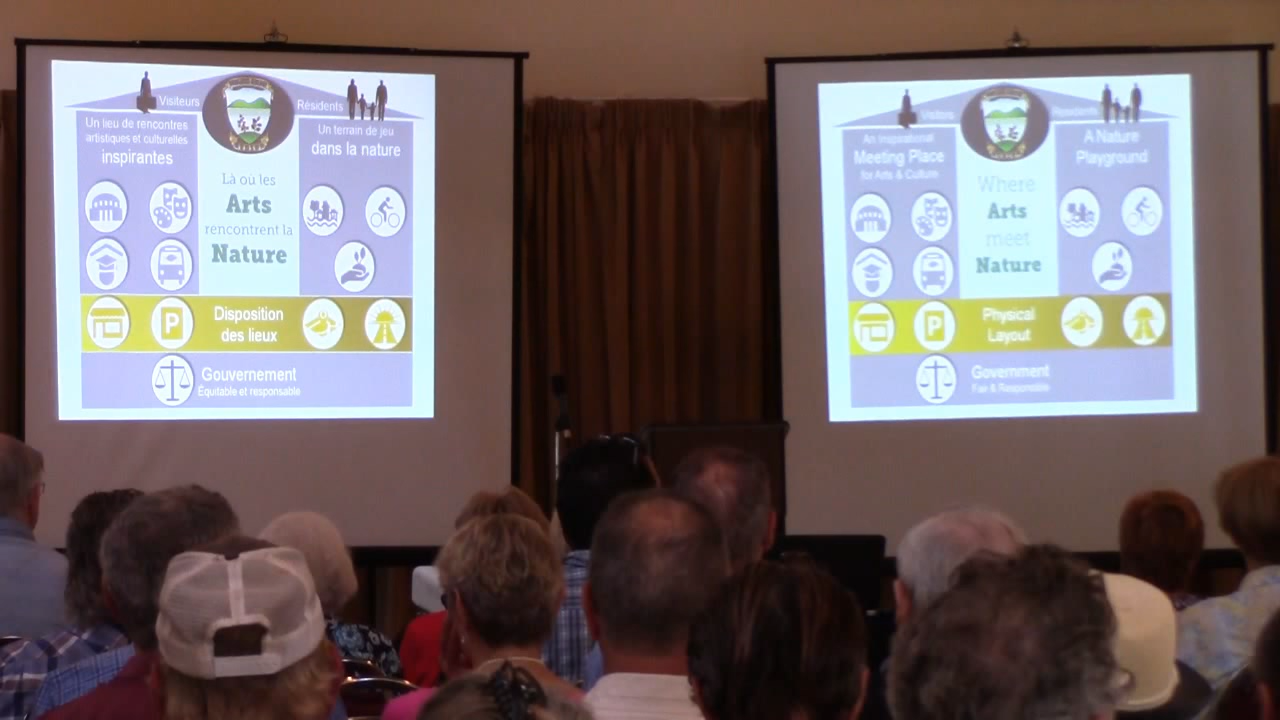 Visiteurs
Résidents
Un lieu de rencontres
artistiques et culturelles
inspirantes
Un terrain de jeu
dans la nature
Là où les
Arts
rencontrent la
Nature
P
Disposition
des lieux
Gouvernement
Équitable et responsable
Visitors
Residents
An Inspirational
Meeting Place
for Arts & Culture
A Nature
Playground
Where
Arts
meet
Nature
P
Physical
Layout
Government
Fair & Responsible